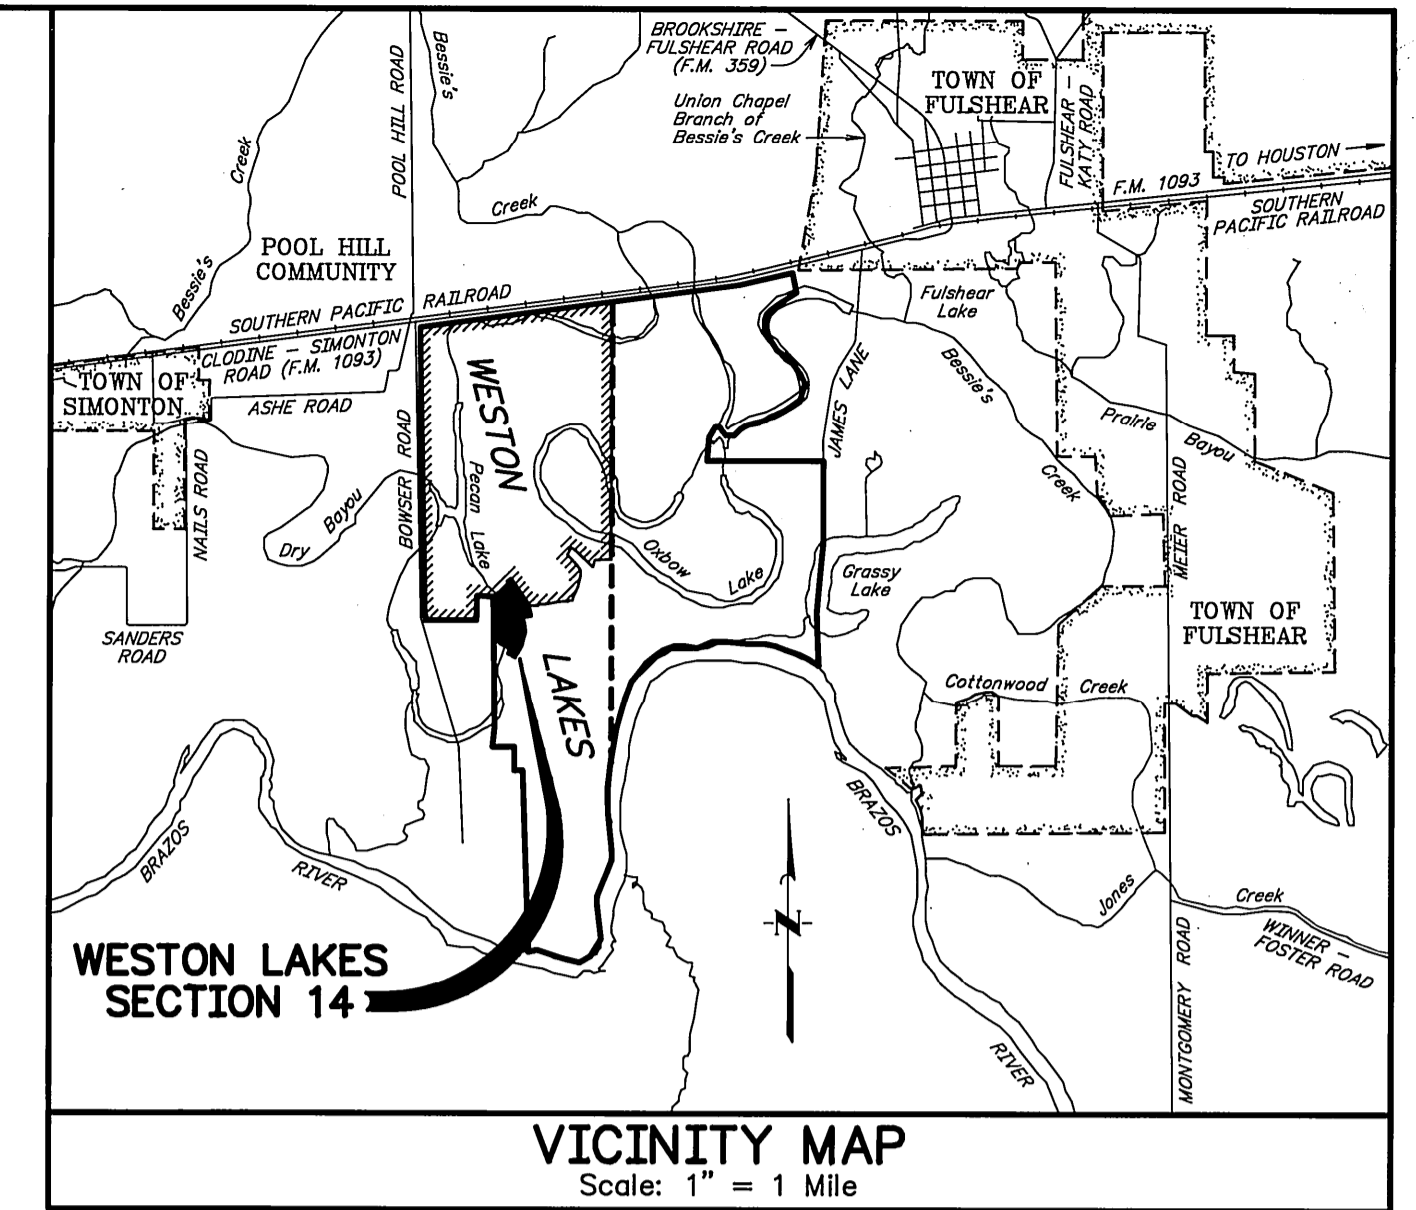 BROOKSHIRE -
FULSHEAR ROAD
(F.M. 359)
Union Chapel
Branch of
Bessie's Creek
TOWN OF
FULSHEAR
FULSHEAR -
KATY ROAD
TO HOUSTON
F.M. 1093
SOUTHERN
PACIFIC RAILROAD
POOL HILL ROAD
Bessie's
Creek
Creek
Bessie's
POOL HILL
COMMUNITY
SOUTHERN PACIFIC RAILROAD
CLODINE - SIMONTON
ROAD (F.M. 1093)
TOWN OF
SIMONTON
ASHE ROAD
NAILS ROAD
BOWSER ROAD
Dry Bayou
SANDERS
ROAD
WESTON
LAKES
Pecan Lake
Oxbow Lake
JAMES LANE
Fulshear
Lake
Bessie's Creek
Prairie Bayou
MEIER ROAD
Grassy
Lake
TOWN OF
FULSHEAR
Cottonwood Creek
BRAZOS RIVER
BRAZOS
RIVER
Jones Creek
WINNER -
FOSTER ROAD
MONTGOMERY ROAD
N
WESTON LAKES
SECTION 14
VICINITY MAP
Scale: 1" = 1 Mile